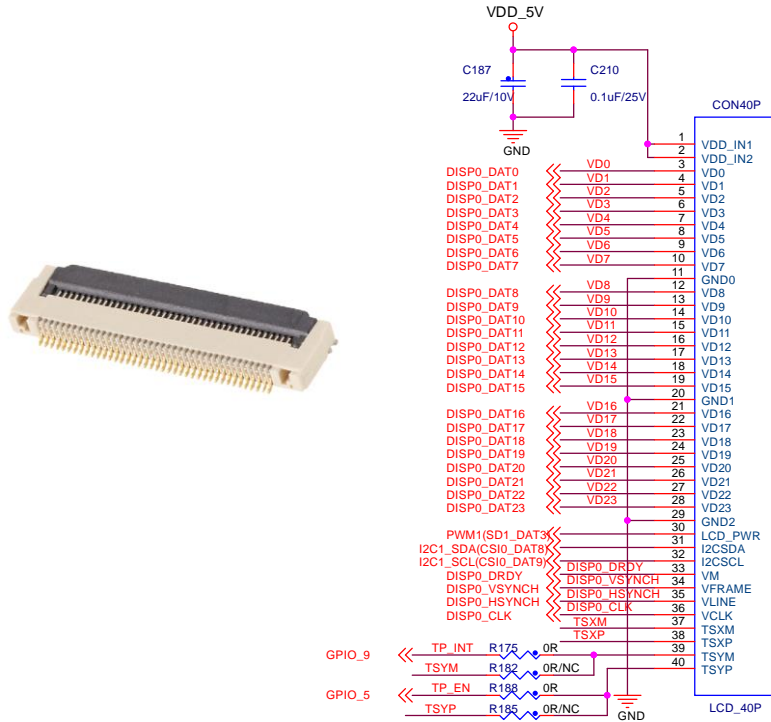 VDD_5V
C187
C210
22uF/10V
0.1uF/25V
GND
CON40P
1 VDD_IN1
2 VDD_IN2
DISP0_DAT0 VD0 3 VD0
DISP0_DAT1 VD1 4 VD1
DISP0_DAT2 VD2 5 VD2
DISP0_DAT3 VD3 6 VD3
DISP0_DAT4 VD4 7 VD4
DISP0_DAT5 VD5 8 VD5
DISP0_DAT6 VD6 9 VD6
DISP0_DAT7 VD7 10 VD7
11 GND0
DISP0_DAT8 VD8 12 VD8
DISP0_DAT9 VD9 13 VD9
DISP0_DAT10 VD10 14 VD10
DISP0_DAT11 VD11 15 VD11
DISP0_DAT12 VD12 16 VD12
DISP0_DAT13 VD13 17 VD13
DISP0_DAT14 VD14 18 VD14
DISP0_DAT15 VD15 19 VD15
20 GND1
DISP0_DAT16 VD16 21 VD16
DISP0_DAT17 VD17 22 VD17
DISP0_DAT18 VD18 23 VD18
DISP0_DAT19 VD19 24 VD19
DISP0_DAT20 VD20 25 VD20
DISP0_DAT21 VD21 26 VD21
DISP0_DAT22 VD22 27 VD22
DISP0_DAT23 VD23 28 VD23
29 GND2
PWM1(SD1_DAT3) 30 LCD_PWR
I2C1_SDA(CSI0_DAT8) 31 I2CSDA
I2C1_SCL(CSI0_DAT9) 32 I2CSCL
DISP0_DRDY DISP0_DRDY 33 VM
DISP0_VSYNCH DISP0_VSYNCH 34 VFRAME
DISP0_HSYNCH DISP0_HSYNCH 35 VLINE
DISP0_CLK DISP0_CLK 36 VCLK
TSXM 37 TSXM
TSXP 38 TSXP
GPIO_9 TP_INT R175 0R 39 TSYM
TSYM R182 0R/NC 40 TSYP
GPIO_5 TP_EN R188 0R
TSYP R185 0R/NC
GND
LCD_40P